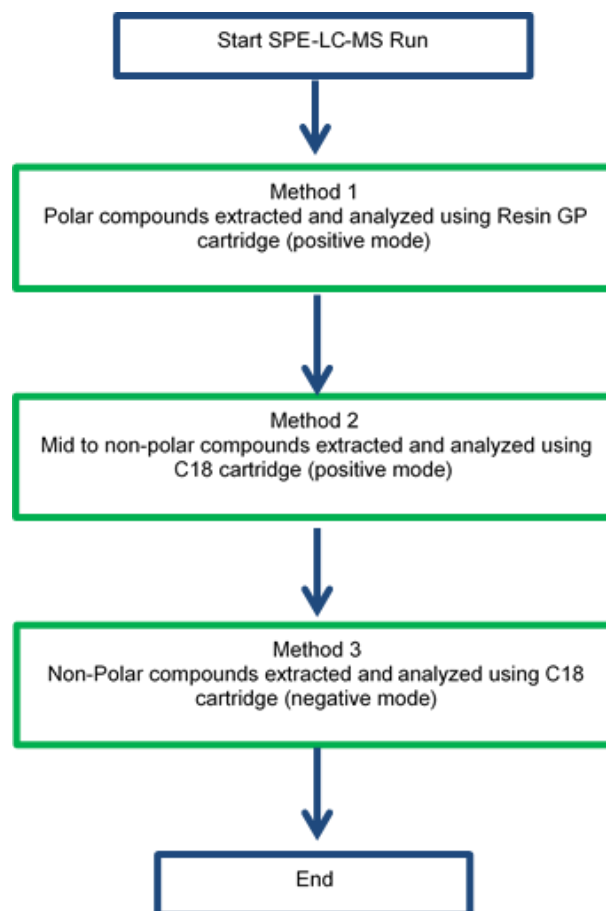 Start SPE-LC-MS Run
Method 1
Polar compounds extracted and analyzed using Resin GP
cartridge (positive mode)
Method 2
Mid to non-polar compounds extracted and analyzed using
C18 cartridge (positive mode)
Method 3
Non-Polar compounds extracted and analyzed using C18
cartridge (negative mode)
End